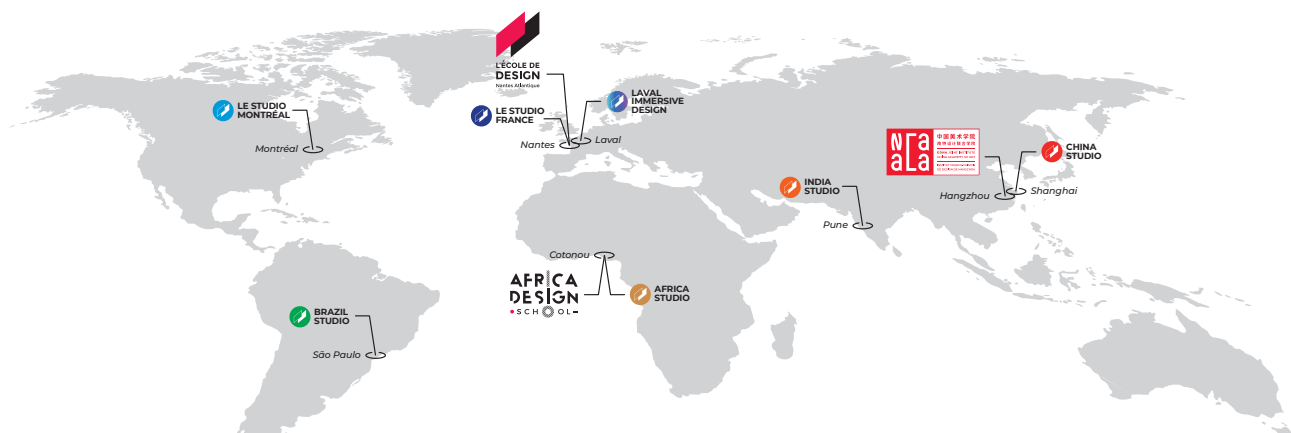 L'ÉCOLE DE
DESIGN
Nantes Atlantique
LE STUDIO
MONTRÉAL
Montréal
LE STUDIO
FRANCE
Nantes
LAVAL
IMMERSIVE
DESIGN
Laval
中国美术学院
CHINA
STUDIO
Hangzhou
Shanghai
INDIA
STUDIO
Pune
Cotonou
AFRICA
DESIGN
SCHOOL
AFRICA
STUDIO
BRAZIL
STUDIO
São Paulo